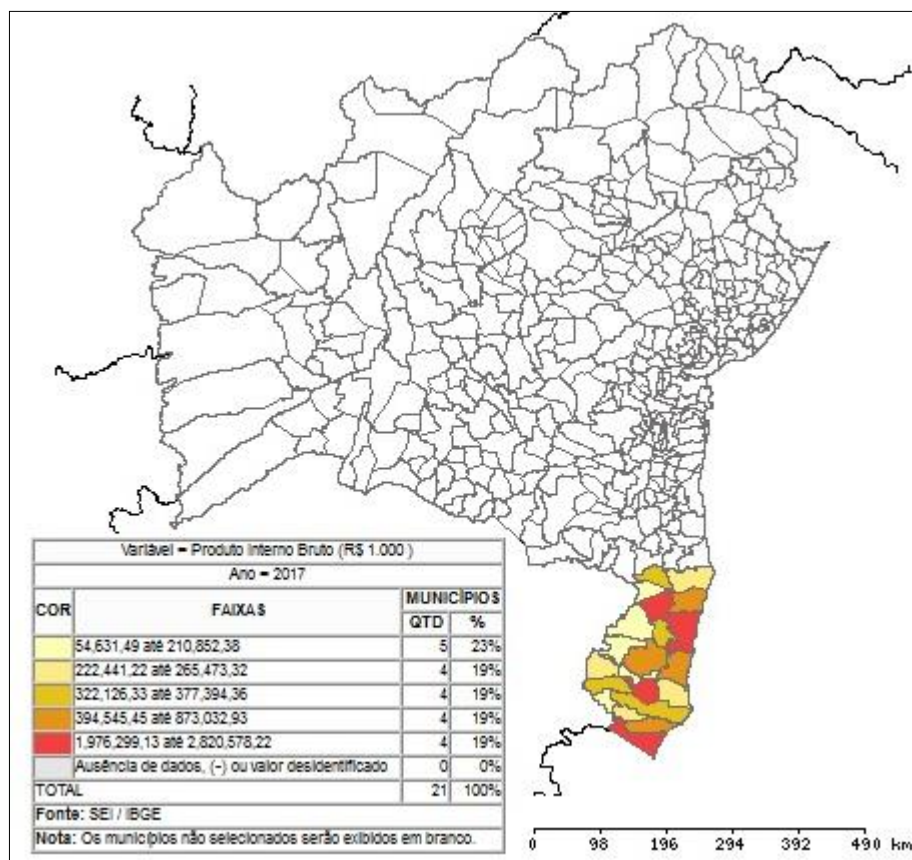 Variável = Produto Interno Bruto (R$ 1.000 )
Ano = 2017
COR FAIXAS MUNICÍPIOS
QTD %
54,631,49 até 210,852,38 5 23%
222,441,22 até 265,473,32 4 19%
322,126,33 até 377,394,36 4 19%
394,545,45 até 873,032,93 4 19%
1,976,299,13 até 2,820,578,22 4 19%
Ausência de dados, (-) ou valor desidentificado 0 0%
TOTAL 21 100%
Fonte: SEI / IBGE
Nota: Os municípios não selecionados serão exibidos em branco.
0 98 196 294 392 490 km